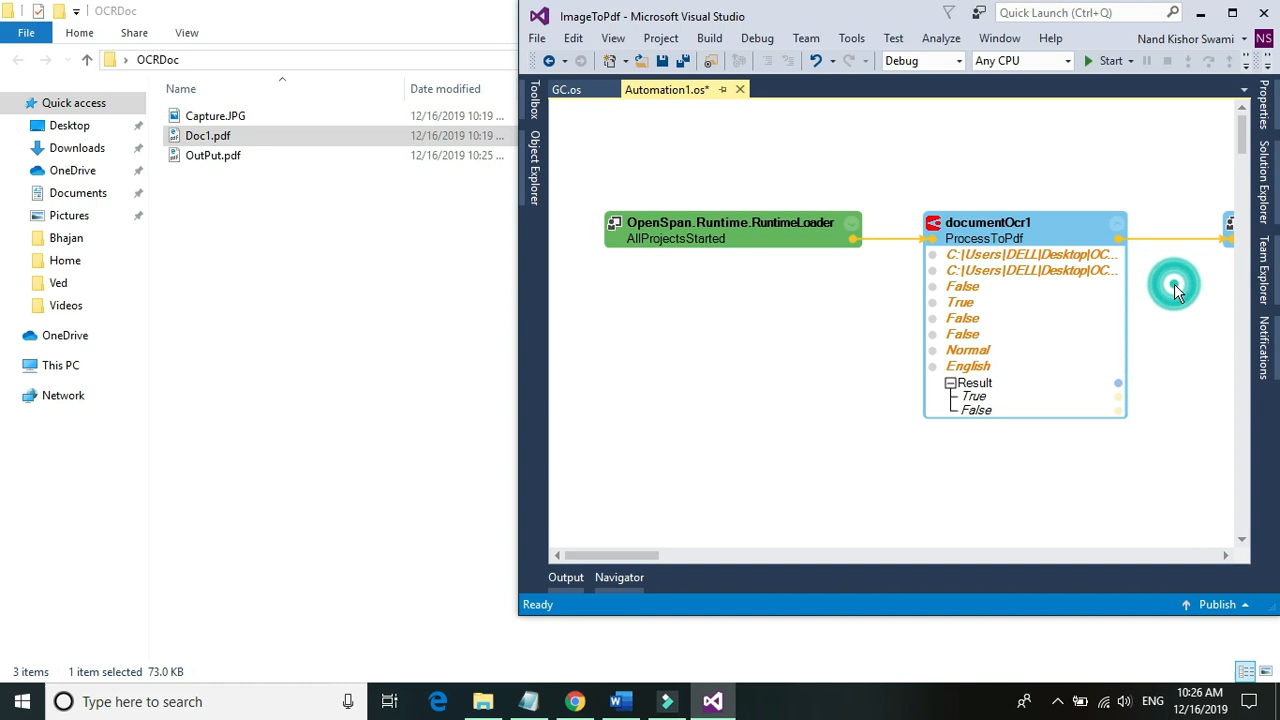 OCRDoc
File
Home
Share
View
OCRDoc
Name
Date modified
Quick access
Desktop
Downloads
OneDrive
Documents
Pictures
Bhajan
Home
Ved
Videos
OneDrive
This PC
Network
Capture.JPG
12/16/2019 10:19 ...
Doc1.pdf
12/16/2019 10:19 ...
OutPut.pdf
12/16/2019 10:25 ...
3 items
1 item selected 73.0 KB
ImageToPdf - Microsoft Visual Studio
Quick Launch (Ctrl+Q)
File Edit View Project Build Debug Team Tools
Test Analyze Window Help
Nand Kishor Swami
NS
Debug
Any CPU
Start
GC.os
Automation1.os*
Toolbox
Object Explorer
Properties
Solution Explorer
Team Explorer
Notifications
OpenSpan.Runtime.RuntimeLoader
AllProjectsStarted
documentOcr1
ProcessToPdf
C:\Users\DELL\Desktop\OC...
C:\Users\DELL\Desktop\OC...
False
True
False
False
Normal
English
Result
True
False
Output
Navigator
Ready
Publish
Type here to search
ENG
10:26 AM
12/16/2019